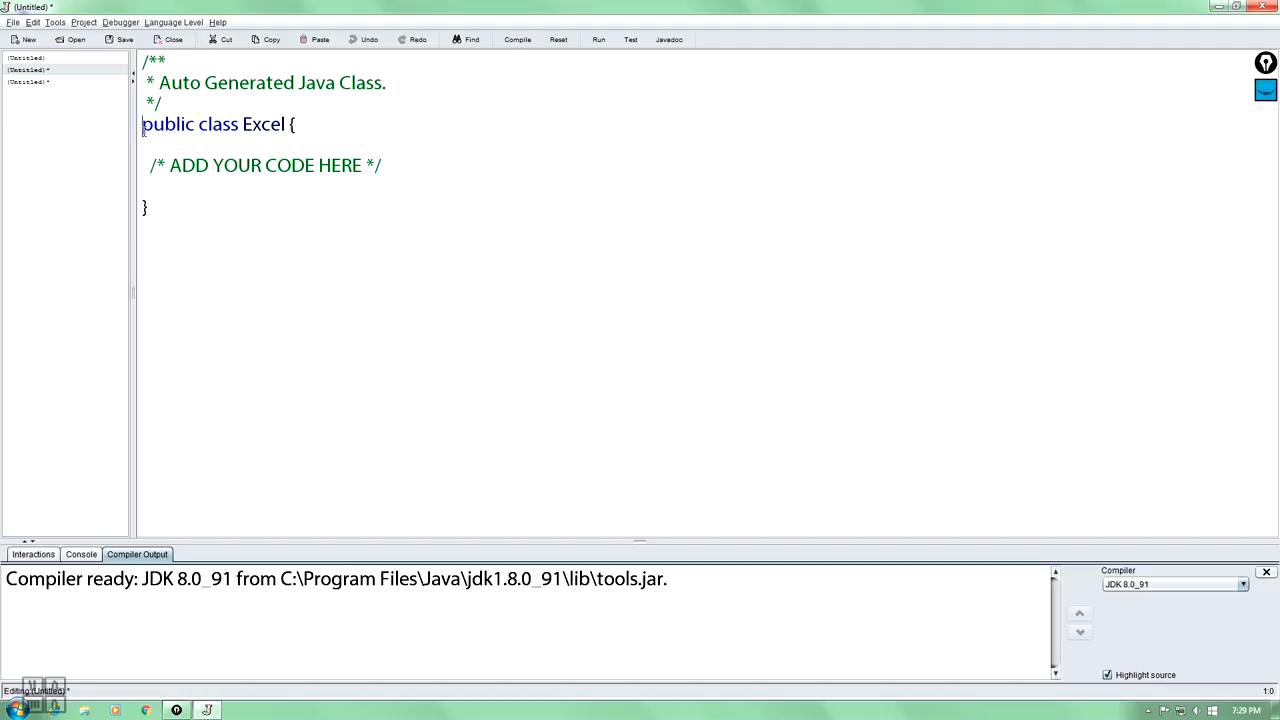 (Untitled) *
File Edit Tools Project Debugger Language Level Help
New Open Save Close Cut Copy Paste Undo Redo Find Compile Reset Run Test Javadoc
(Untitled)
(Untitled) *
(Untitled) *
/**
* Auto Generated Java Class.
*/
public class Excel {
/* ADD YOUR CODE HERE */
}
Interactions Console Compiler Output
Compiler ready: JDK 8.0_91 from C:\Program Files\Java\jdk1.8.0_91\lib\tools.jar.
Compiler
JDK 8.0_91
Highlight source
Editing (Untitled) *
1:0
7:29 PM